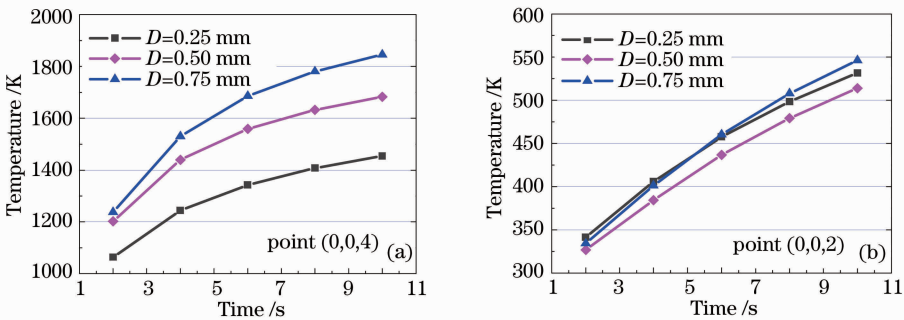 2000
1800
1600
1400
1200
1000
Temperature /K
D=0.25 mm
D=0.50 mm
D=0.75 mm
point (0,0,4)
(a)
1 3 5 7 9 11
Time /s
600
550
500
450
400
350
300
Temperature /K
D=0.25 mm
D=0.50 mm
D=0.75 mm
point (0,0,2)
(b)
1 3 5 7 9 11
Time /s